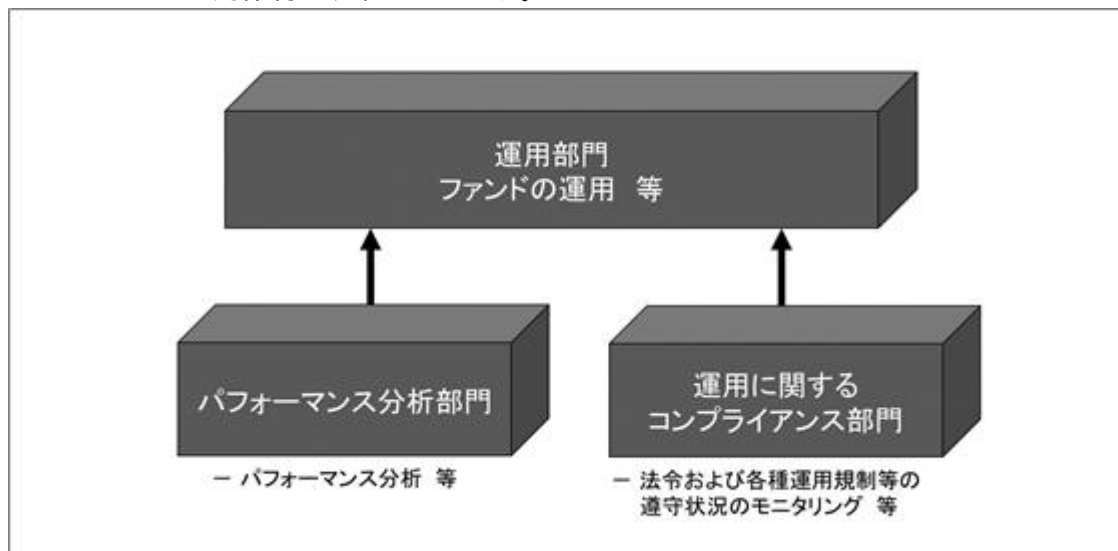 運用部門
ファンドの運用 等
パフォーマンス分析部門
－ パフォーマンス分析 等
運用に関する
コンプライアンス部門
－ 法令および各種運用規制等の
遵守状況のモニタリング 等